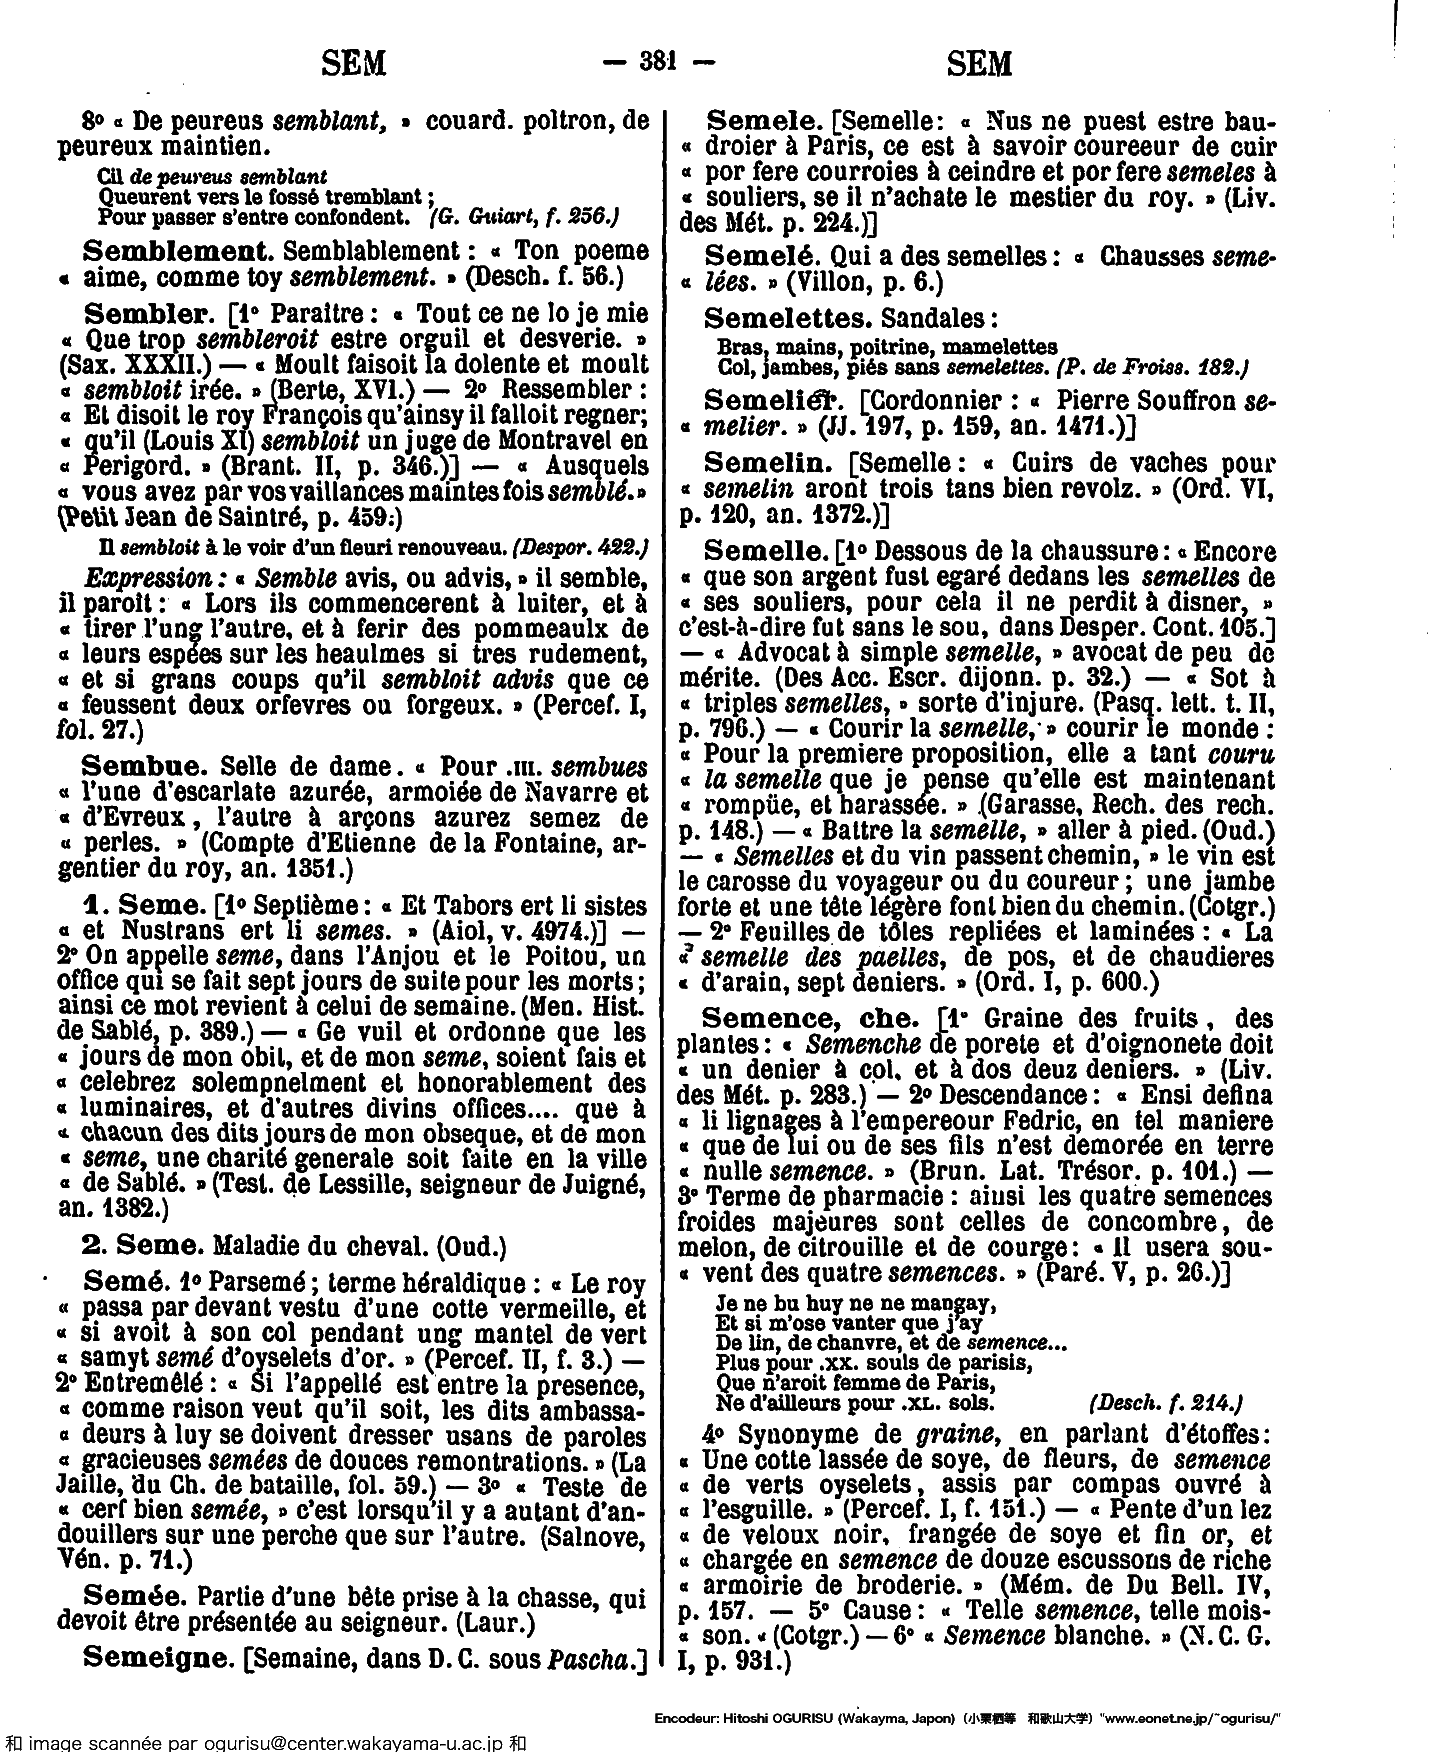 SEM — 381 — SEM
8º « De peureus semblant, » couard. poltron, de
peureux maintien.
Cil de peureus semblant
Queurent vers le fossé tremblant ;
Pour passer s'entre confondent. (G. Guiart, f. 256.)
Semblement. Semblablement : « Ton poeme
« aime, comme toy semblement. » (Desch. f. 56.)
Sembler. [1º Paraître : « Tout ce ne lo je mie
« Que trop sembleroit estre orguil et desverie. »
(Sax. XXXII.) — « Moult faisoit la dolente et moult
« sembloit irée. » (Berte, XVI.) — 2º Ressembler :
« Et disoit le roy François qu'ainsy il falloit regner;
« qu'il (Louis XI) sembloit un juge de Montravel en
« Perigord. » (Brant. II, p. 346.)] — « Ausquels
« vous avez par vos vaillances maintes fois semblé.»
(Petit Jean de Saintré, p. 459:)
Il sembloit à le voir d'un fleuri renouveau. (Despor. 422.)
Expression : « Semble avis, ou advis, » il semble,
il paroît : « Lors ils commencerent à luiter, et à
« tirer l'ung l'autre, et à ferir des pommeaulx de
« leurs espées sur les heaulmes si tres rudement,
« et si grans coups qu'il sembloit advis que ce
« feussent deux orfevres ou forgeux. » (Percef. I,
fol. 27.)
Sembue. Selle de dame. « Pour .III. sembues
« l'une d'escarlate azurée, armoiée de Navarre et
« d'Evreux, l'autre à arçons azurez semez de
« perles. » (Compte d'Etienne de la Fontaine, ar-
gentier du roy, an. 1351.)
1. Seme. [1º Septième : « Et Tabors ert li sistes
« et Nustrans ert li semes. » (Aiol, v. 4974.)] —
2º On appelle seme, dans l'Anjou et le Poitou, un
office qui se fait sept jours de suite pour les morts;
ainsi ce mot revient à celui de semaine. (Men. Hist.
de Sablé, p. 389.) — « Ge vuil et ordonne que les
« jours de mon obit, et de mon seme, soient fais et
« celebrez solempnelment et honorablement des
« luminaires, et d'autres divins offices.... que à
« chacun des dits jours de mon obseque, et de mon
« seme, une charité generale soit faite en la ville
« de Sablé. » (Test. de Lessille, seigneur de Juigné,
an. 1382.)
2. Seme. Maladie du cheval. (Oud.)
Semé. 1º Parsemé; terme héraldique : « Le roy
« passa par devant vestu d'une cotte vermeille, et
« si avoit à son col pendant ung mantel de vert
« samyt semé d'oyselets d'or. » (Percef. II, f. 3.) —
2º Entremêlé : « Si l'appellé est entre la presence,
« comme raison veut qu'il soit, les dits ambassa-
« deurs à luy se doivent dresser usans de paroles
« gracieuses semées de douces remontrations. » (La
Jaille, du Ch. de bataille, fol. 59.) — 3º « Teste de
« cerf bien semée, » c'est lorsqu'il y a autant d'an-
douillers sur une perche que sur l'autre. (Salnove,
Vén. p. 71.)
Semée. Partie d'une bête prise à la chasse, qui
devoit être présentée au seigneur. (Laur.)
Semeigne. [Semaine, dans D. C. sous Pascha.]
Semele. [Semelle : « Nus ne puest estre bau-
« droier à Paris, ce est à savoir coureeur de cuir
« por fere courroies à ceindre et por fere semeles à
« souliers, se il n'achate le mestier du roy. » (Liv.
des Mét. p. 224.)]
Semelé. Qui a des semelles : « Chausses seme-
« lées. » (Villon, p. 6.)
Semelettes. Sandales :
Bras, mains, poitrine, mamelettes
Col, jambes, piés sans semelettes. (P. de Froiss. 182.)
Semelier. [Cordonnier : « Pierre Souffron se-
« melier. » (JJ. 197, p. 159, an. 1471.)]
Semelin. [Semelle : « Cuirs de vaches pour
« semelin aront trois tans bien revolz. » (Ord. VI,
p. 120, an. 1372.)]
Semelle. [1º Dessous de la chaussure : « Encore
« que son argent fust egaré dedans les semelles de
« ses souliers, pour cela il ne perdit à disner, »
c'est-à-dire fut sans le sou, dans Desper. Cont. 105.]
— « Advocat à simple semelle, » avocat de peu de
mérite. (Des Acc. Escr. dijonn. p. 32.) — « Sot à
« triples semelles, » sorte d'injure. (Pasq. lett. t. II,
p. 796.) — « Courir la semelle, » courir le monde :
« Pour la premiere proposition, elle a tant couru
« la semelle que je pense qu'elle est maintenant
« rompüe, et harassée. » (Garasse, Rech. des rech.
p. 148.) — « Battre la semelle, » aller à pied. (Oud.)
— « Semelles et du vin passent chemin, » le vin est
le carosse du voyageur ou du coureur; une jambe
forte et une tête légère font bien du chemin. (Cotgr.)
— 2º Feuilles de tôles repliées et laminées : « La
« semelle des paelles, de pos, et de chaudieres
« d'arain, sept deniers. » (Ord. I, p. 600.)
Semence, che. [1º Graine des fruits, des
plantes : « Semenche de porete et d'oignonete doit
« un denier à col, et à dos deuz deniers. » (Liv.
des Mét. p. 283.) — 2º Descendance : « Ensi defina
« li lignages à l'empereour Fedric, en tel maniere
« que de lui ou de ses fils n'est demorée en terre
« nulle semence. » (Brun. Lat. Trésor. p. 101.) —
3º Terme de pharmacie : ainsi les quatre semences
froides majeures sont celles de concombre, de
melon, de citrouille et de courge : « Il usera sou-
« vent des quatre semences. » (Paré. V, p. 26.)]
Je ne bu huy ne ne mangay,
Et si m'ose vanter que j'ay
De lin, de chanvre, et de semence...
Plus pour .XX. souls de parisis,
Que n'aroit femme de Paris,
Ne d'ailleurs pour .XL. sols. (Desch. f. 214.)
4º Synonyme de graine, en parlant d'étoffes :
« Une cotte lassée de soye, de fleurs, de semence
« de verts oyselets, assis par compas ouvré à
« l'esguille. » (Percef. I, f. 151.) — « Pente d'un lez
« de veloux noir, frangée de soye et fin or, et
« chargée en semence de douze escussons de riche
« armoirie de broderie. » (Mém. de Du Bell. IV,
p. 157. — 5º Cause : « Telle semence, telle mois-
« son. « (Cotgr.) — 6º « Semence blanche. » (N. C. G.
I, p. 931.)
Encodeur: Hitoshi OGURISU (Wakayma, Japon) (小栗栖等 和歌山大学) "www.eonet.ne.jp/~ogurisu/"
和 image scannée par ogurisu@center.wakayama-u.ac.jp 和